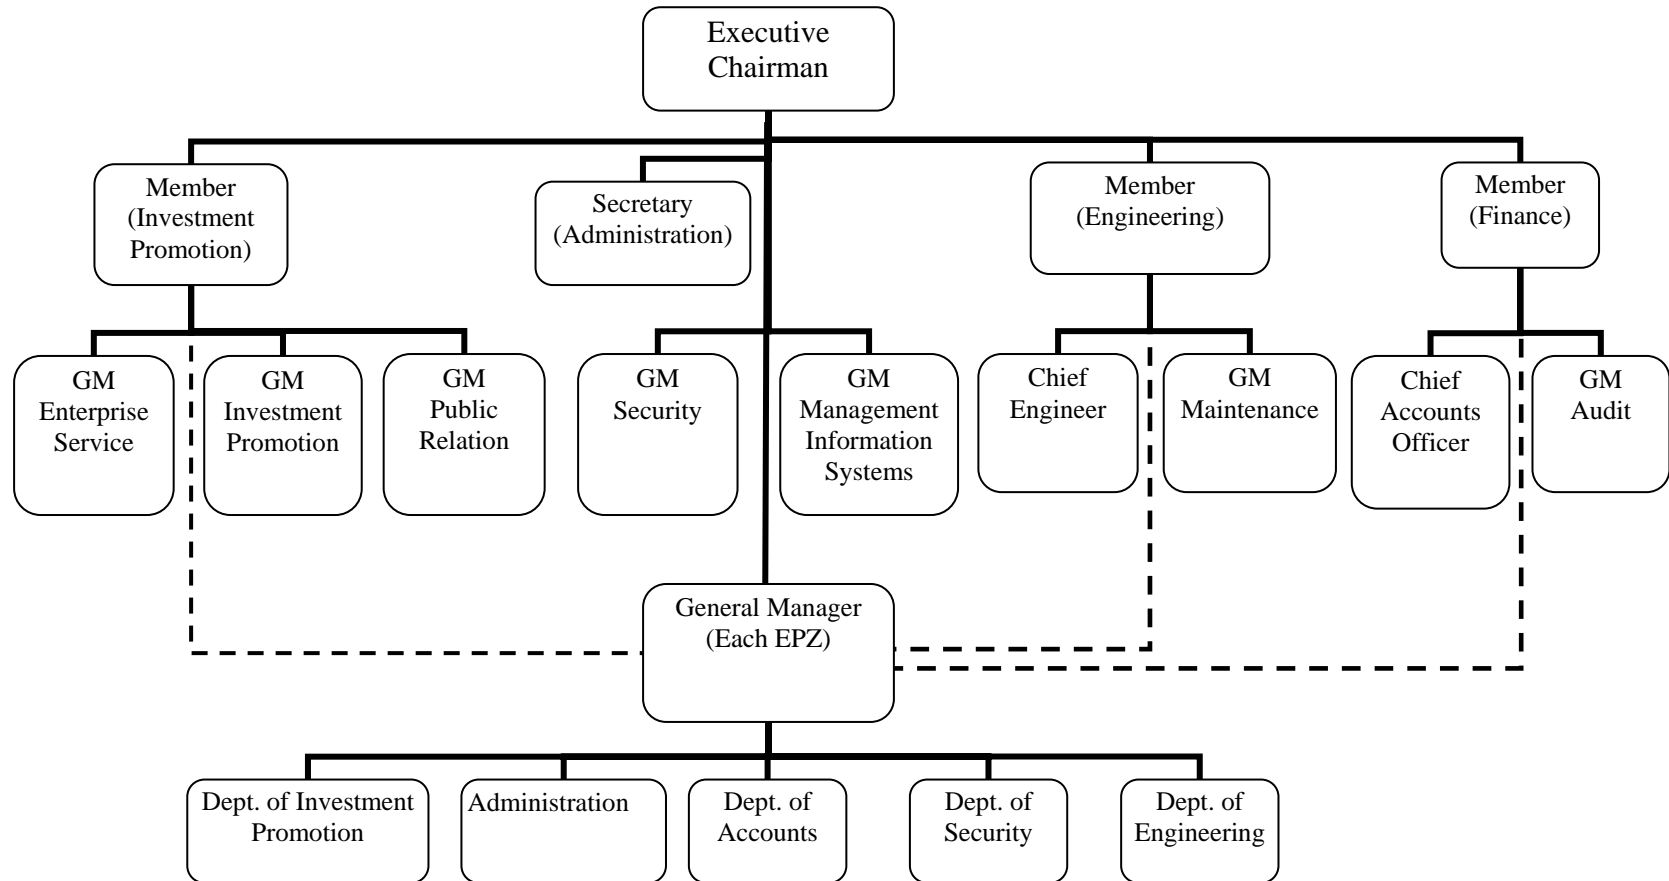 Executive
Chairman
Member
(Investment
Promotion)
Secretary
(Administration)
Member
(Engineering)
Member
(Finance)
GM
Enterprise
Service
GM
Investment
Promotion
GM
Public
Relation
GM
Security
GM
Management
Information
Systems
Chief
Engineer
GM
Maintenance
Chief
Accounts
Officer
GM
Audit
General Manager
(Each EPZ)
Dept. of Investment
Promotion
Administration
Dept. of
Accounts
Dept. of
Security
Dept. of
Engineering